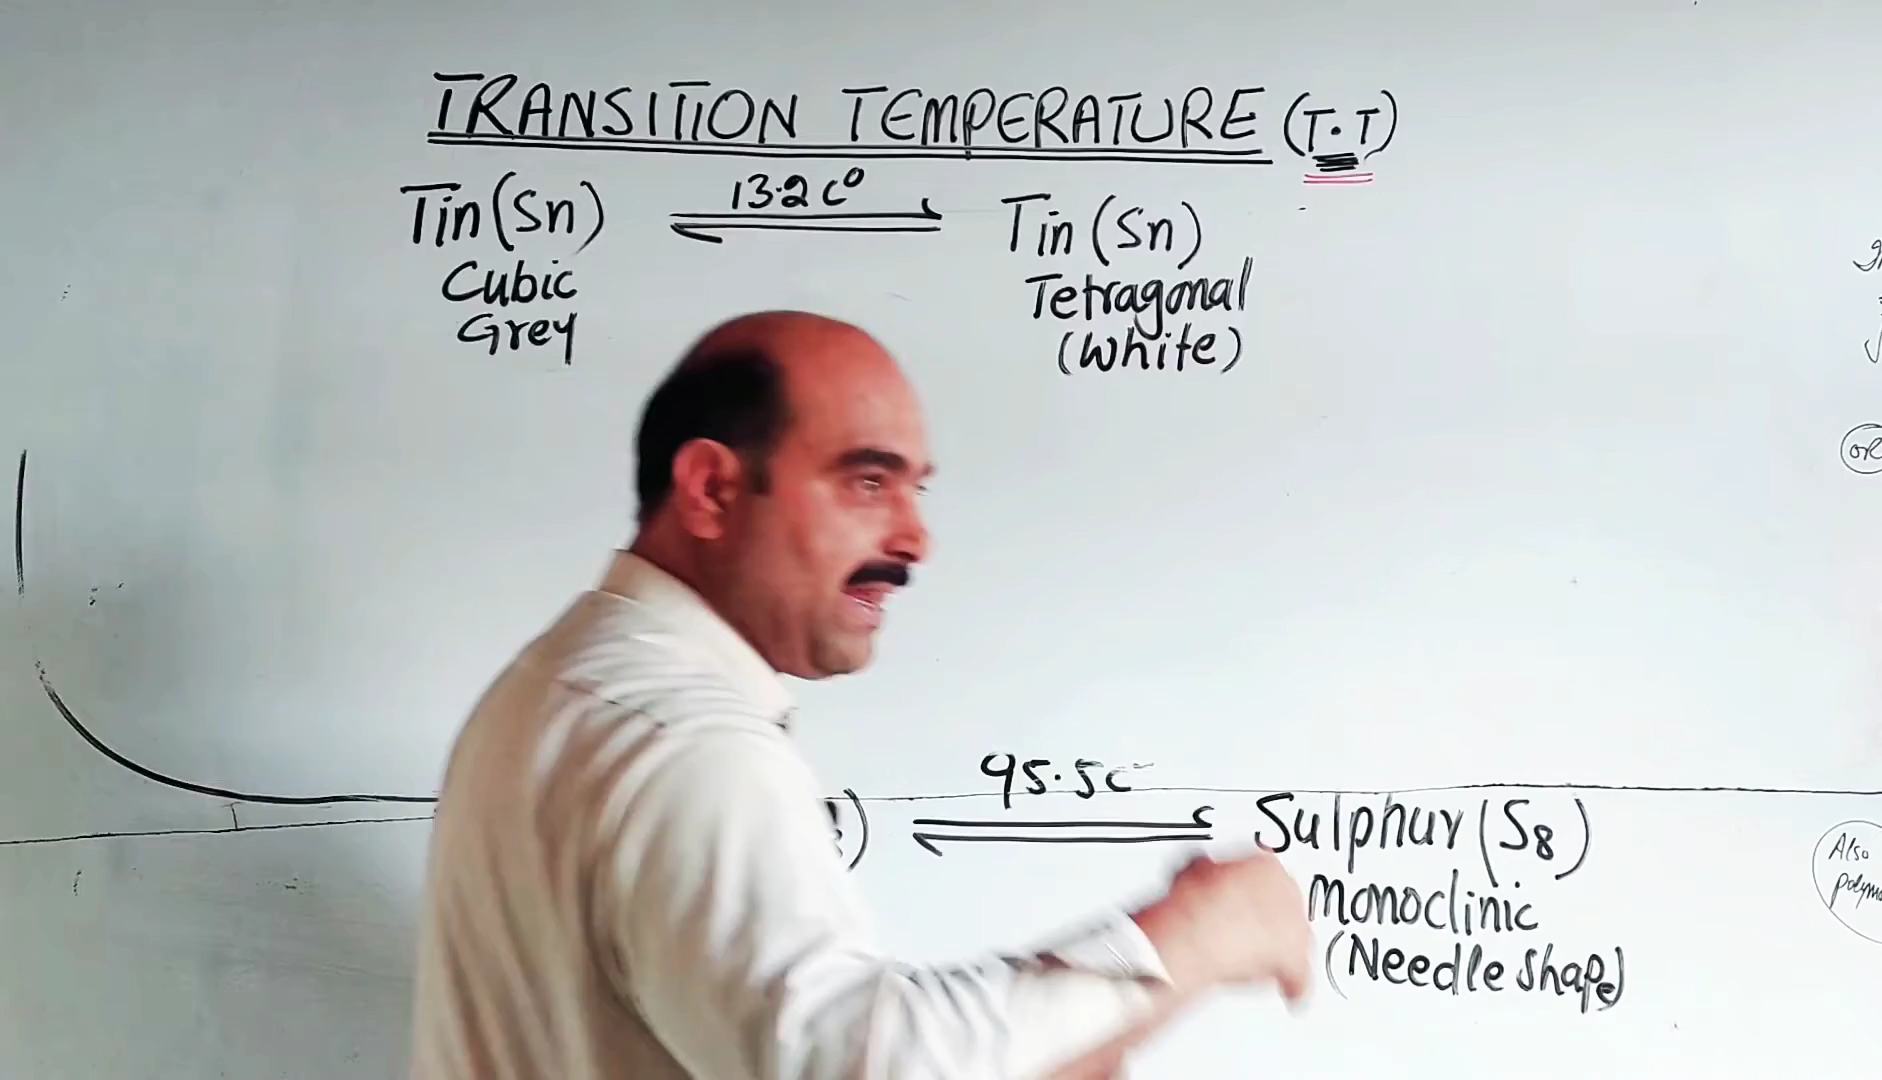 TRANSITION TEMPERATURE (T.T)
Tin(Sn) 13.2 c° Tin(Sn)
Cubic Tetragonal
Grey (White)
95.5c
) Sulphur(S8)
Monoclinic
(Needle shape)
OR
Also